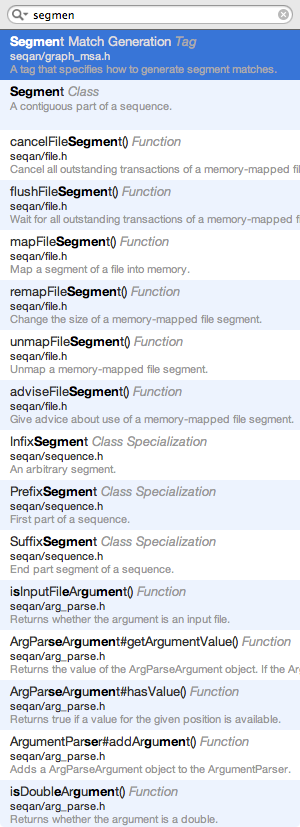 segmen
Segment Match Generation Tag
seqan/graph_msa.h
A tag that specifies how to generate segment matches.
Segment Class
A contiguous part of a sequence.
cancelFileSegment() Function
seqan/file.h
Cancel all outstanding transactions of a memory-mapped fil
flushFileSegment() Function
seqan/file.h
Wait for all outstanding transactions of a memory-mapped f
mapFileSegment() Function
seqan/file.h
Map a segment of a file into memory.
remapFileSegment() Function
seqan/file.h
Change the size of a memory-mapped file segment.
unmapFileSegment() Function
seqan/file.h
Unmap a memory-mapped file segment.
adviseFileSegment() Function
seqan/file.h
Give advice about use of a memory-mapped file segment.
InfixSegment Class Specialization
seqan/sequence.h
An arbitrary segment.
PrefixSegment Class Specialization
seqan/sequence.h
First part of a sequence.
SuffixSegment Class Specialization
seqan/sequence.h
End part segment of a sequence.
isInputFileArgument() Function
seqan/arg_parse.h
Returns whether the argument is an input file.
ArgParseArgument#getArgumentValue() Function
seqan/arg_parse.h
Returns the value of the ArgParseArgument object. If the Ar
ArgParseArgument#hasValue() Function
seqan/arg_parse.h
Returns true if a value for the given position is available.
ArgumentParser#addArgument() Function
seqan/arg_parse.h
Adds a ArgParseArgument object to the ArgumentParser.
isDoubleArgument() Function
seqan/arg_parse.h
Returns whether the argument is a double.